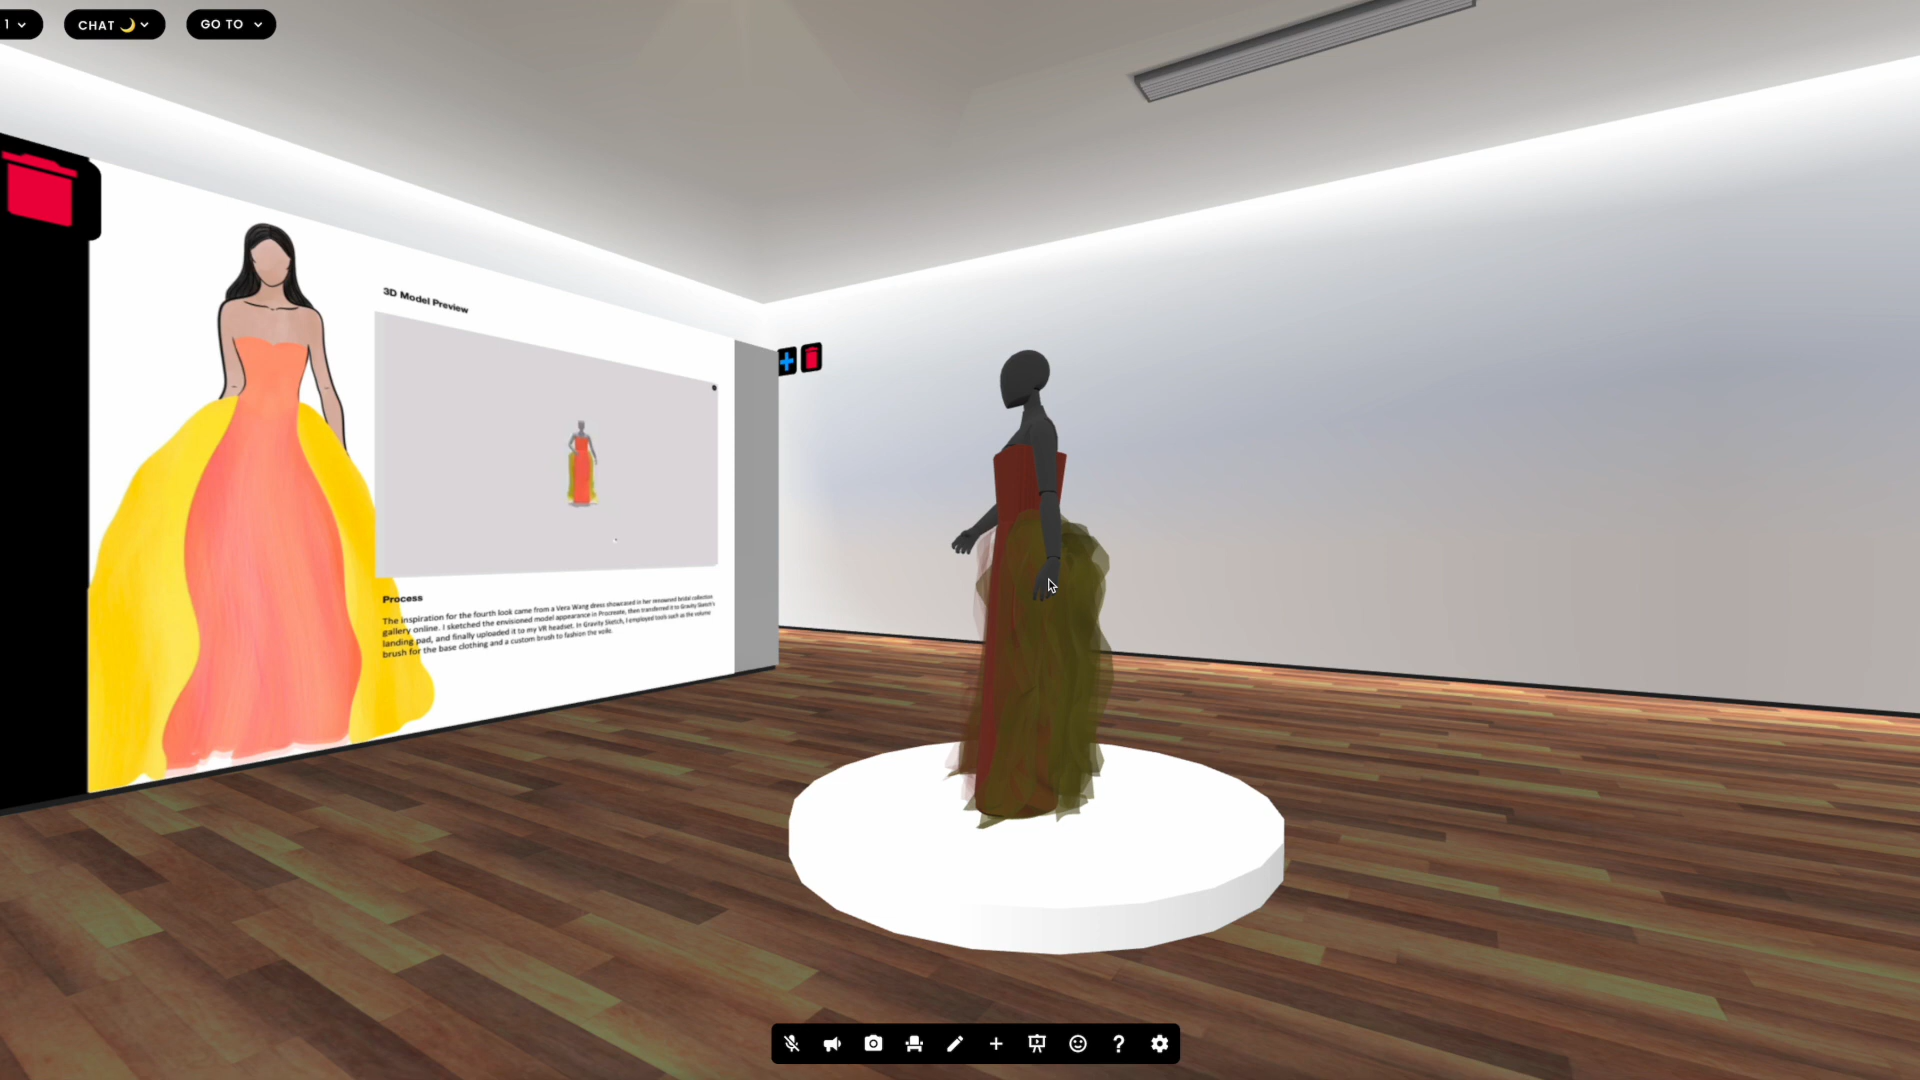 1
CHAT 🌙
GO TO
3D Model Preview
Process
The inspiration for the fourth look came from a Vera Wang dress showcased in her renowned bridal collection
gallery online. I sketched the envisioned model appearance in Procreate, then transferred it to Gravity Sketch's
landing pad, and finally uploaded it to my VR headset. In Gravity Sketch, I employed tools such as the volume
brush for the base clothing and a custom brush to fashion the voile.